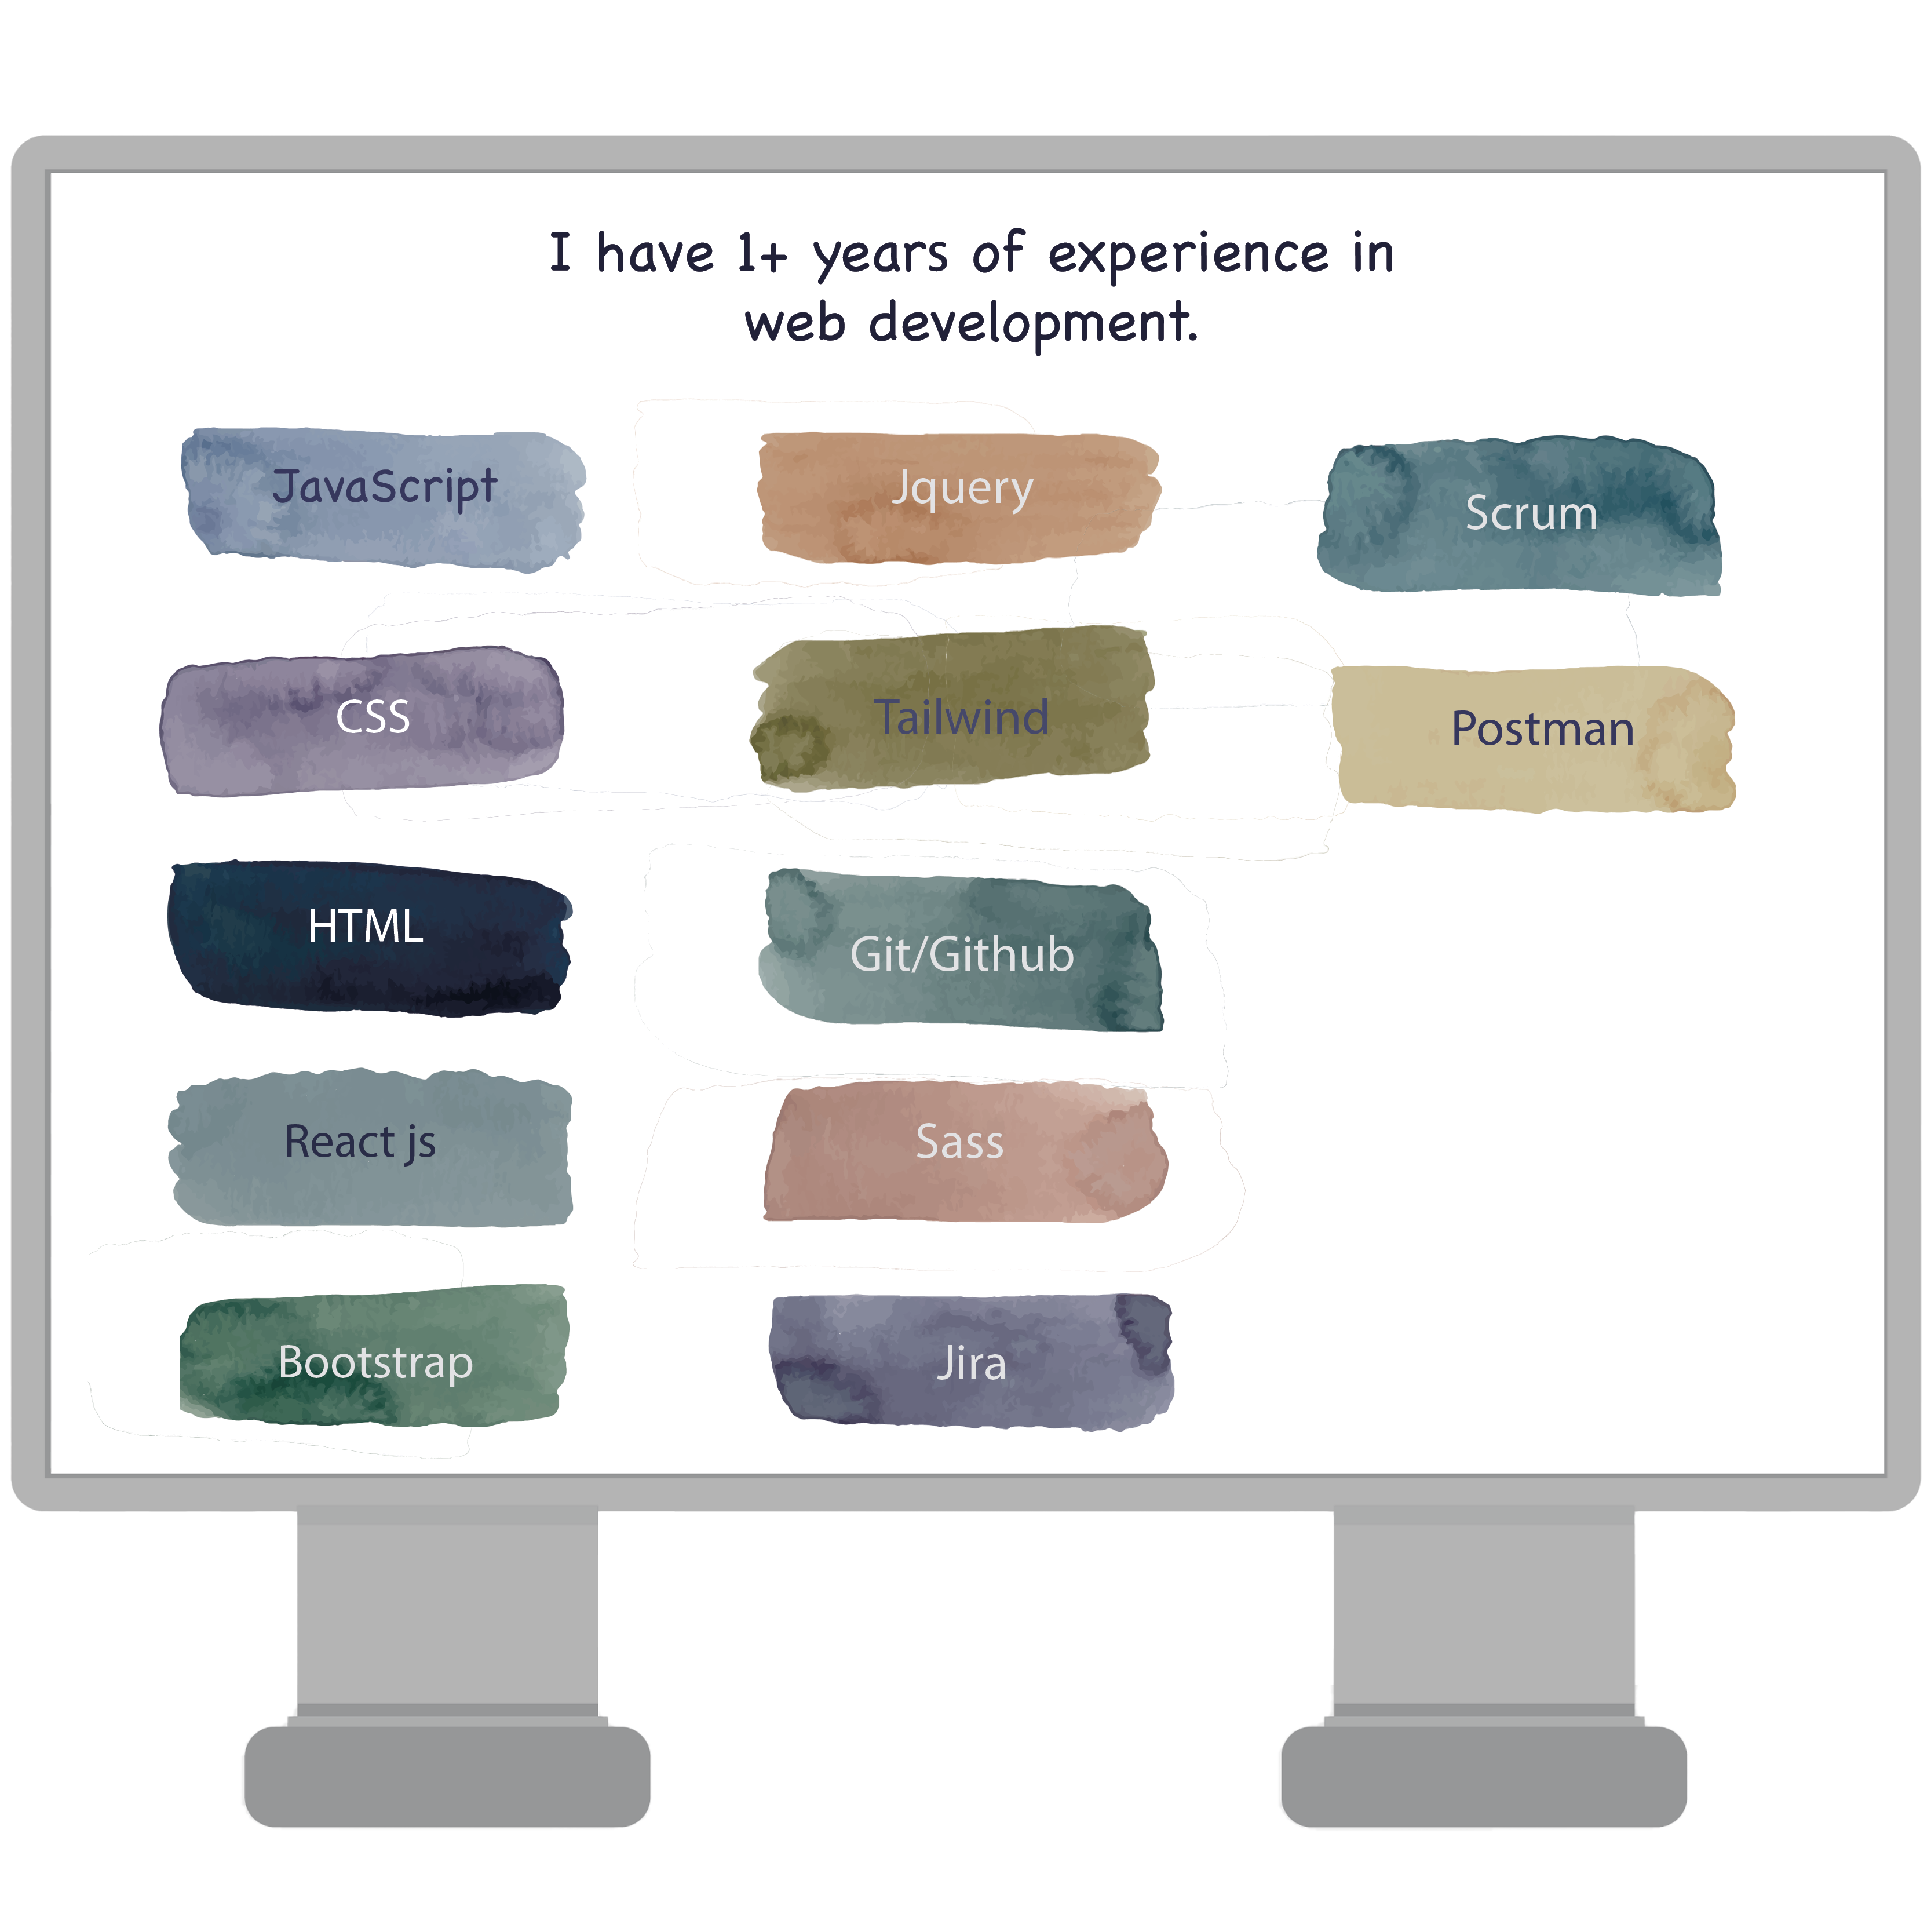 I have 1+ years of experience in
web development.
JavaScript
Jquery
Scrum
CSS
Tailwind
Postman
HTML
Git/Github
React js
Sass
Bootstrap
Jira